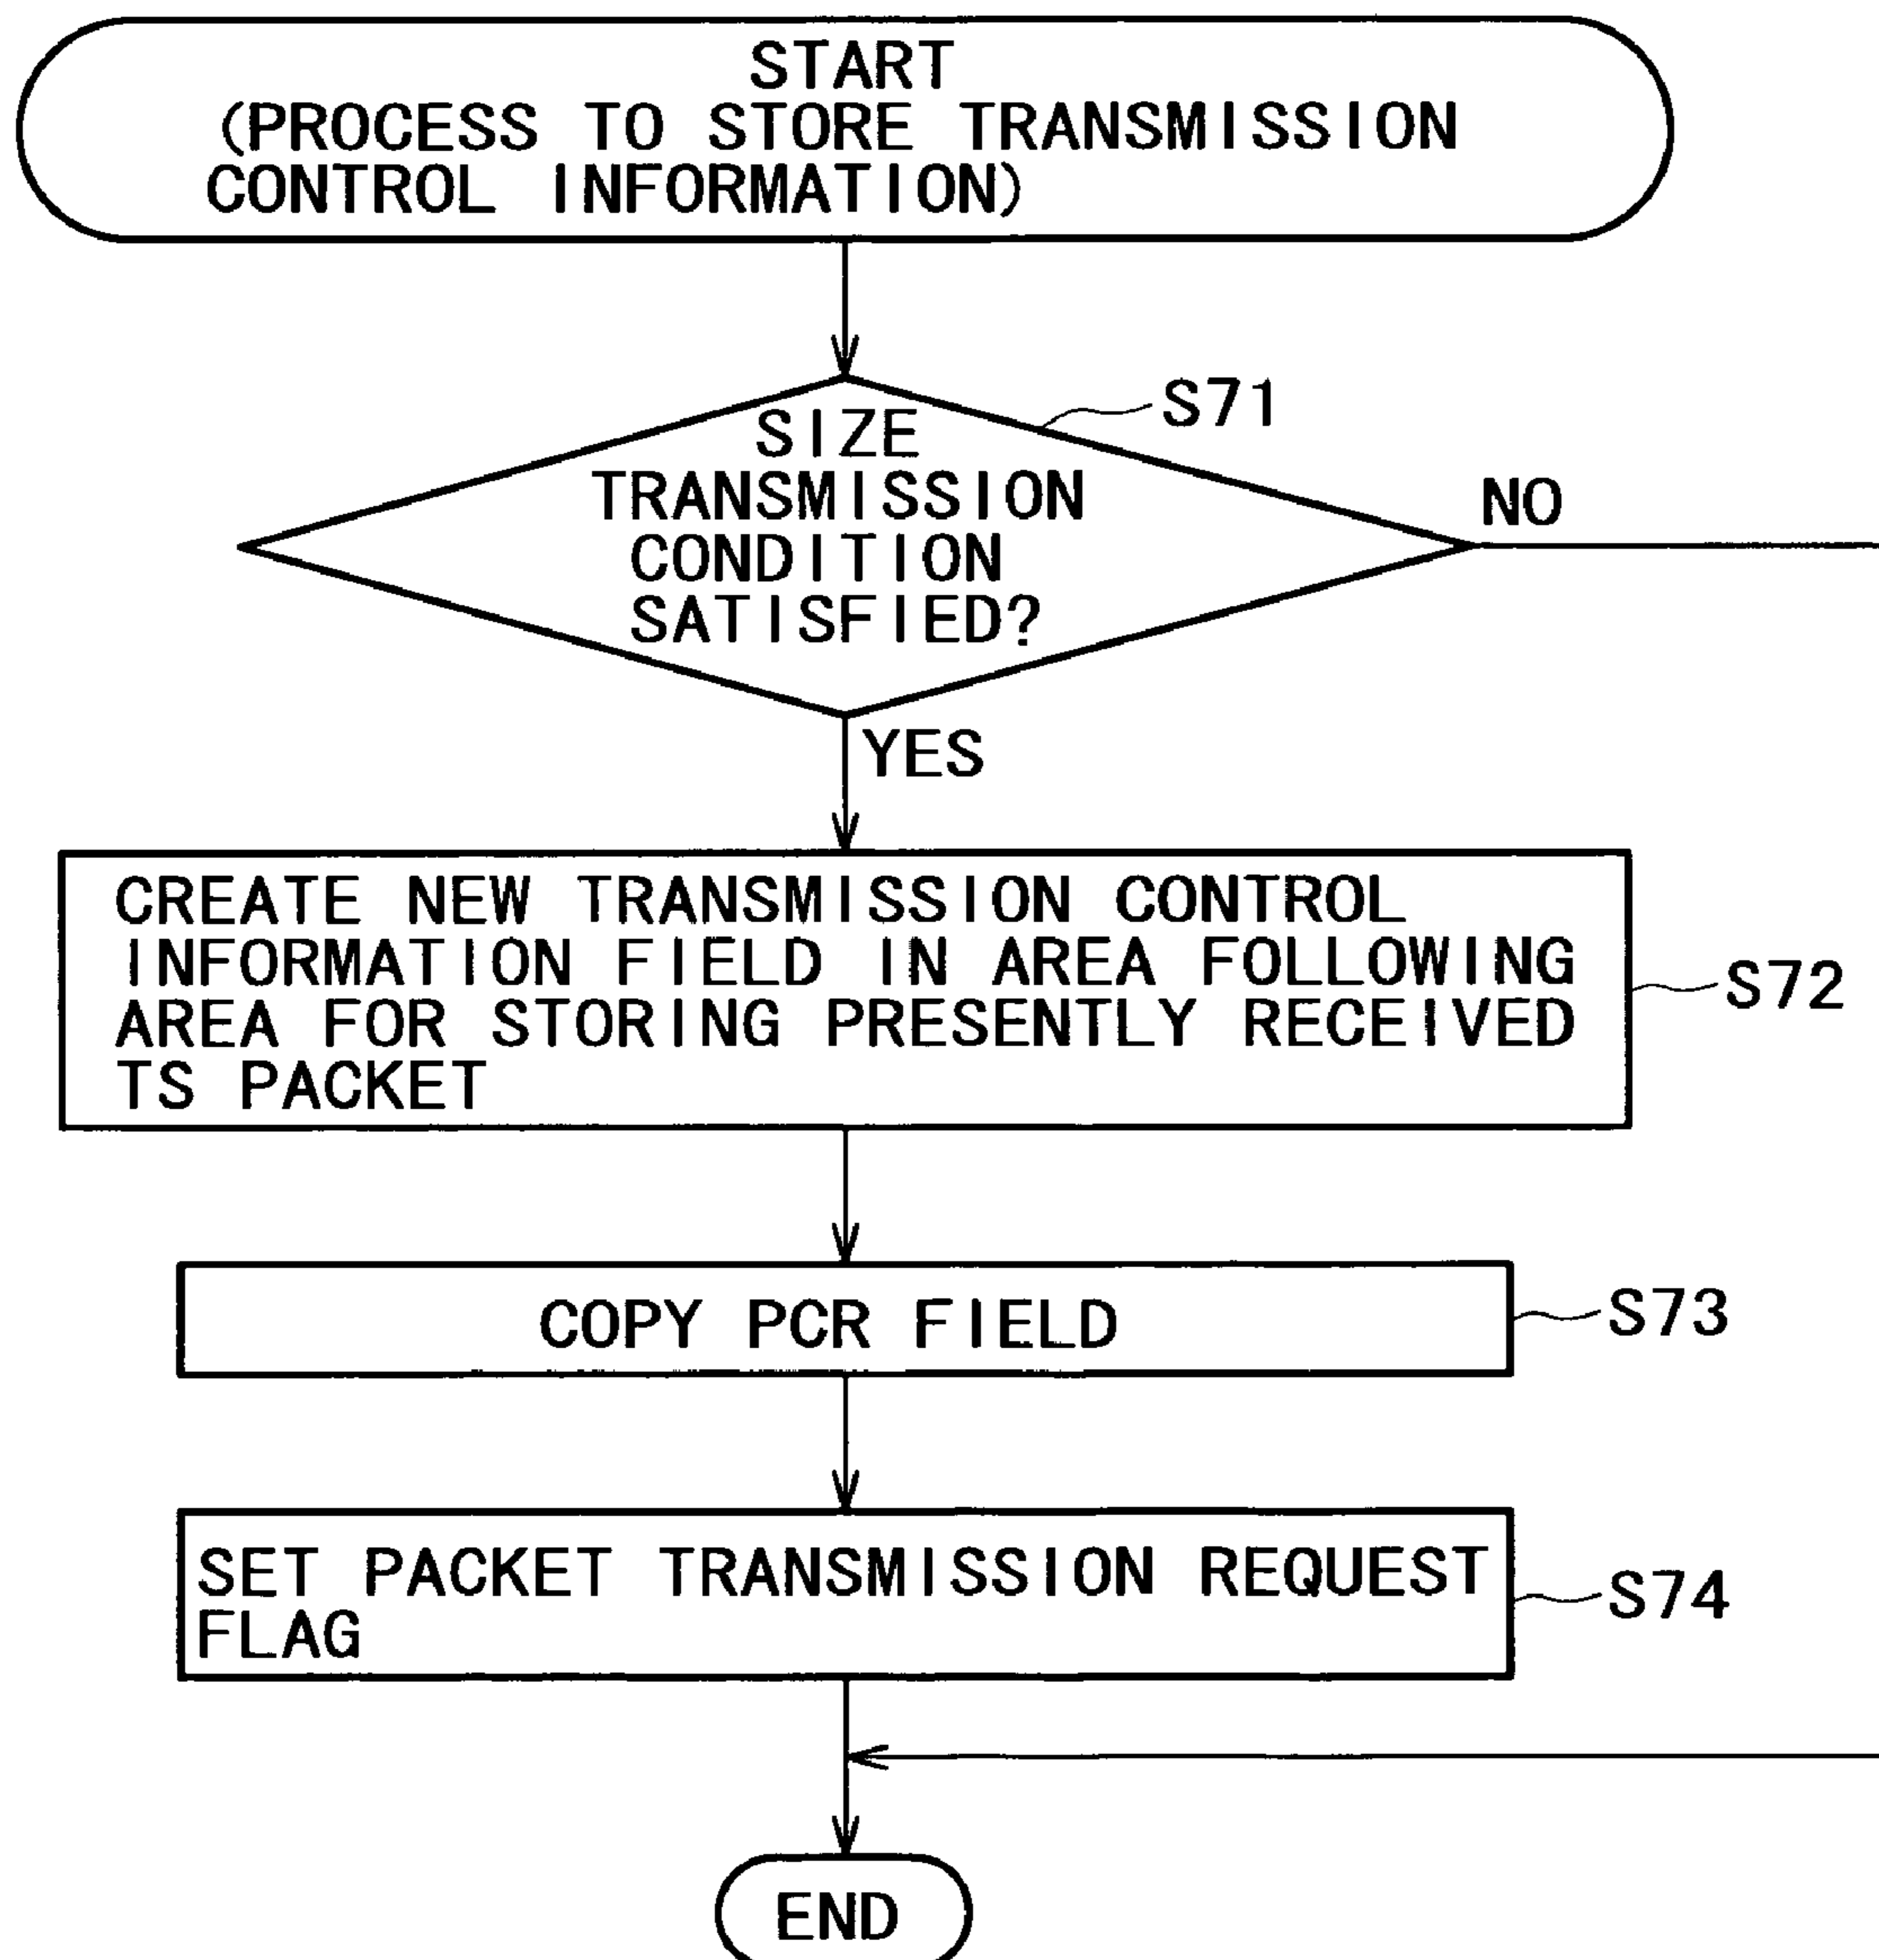 START
(PROCESS TO STORE TRANSMISSION
CONTROL INFORMATION)
S71
SIZE
TRANSMISSION
CONDITION
SATISFIED?
NO
YES
CREATE NEW TRANSMISSION CONTROL
INFORMATION FIELD IN AREA FOLLOWING
AREA FOR STORING PRESENTLY RECEIVED
TS PACKET
S72
COPY PCR FIELD
S73
SET PACKET TRANSMISSION REQUEST
FLAG
S74
END